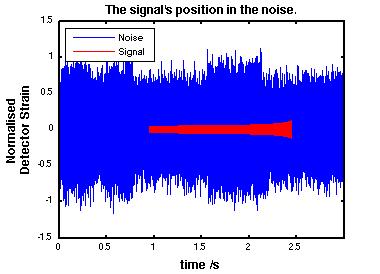 The signal's position in the noise.
1.5
Noise
Signal
1
0.5
0
-0.5
-1
-1.5
Normalised
Detector Strain
0 0.5 1 1.5 2 2.5
time /s